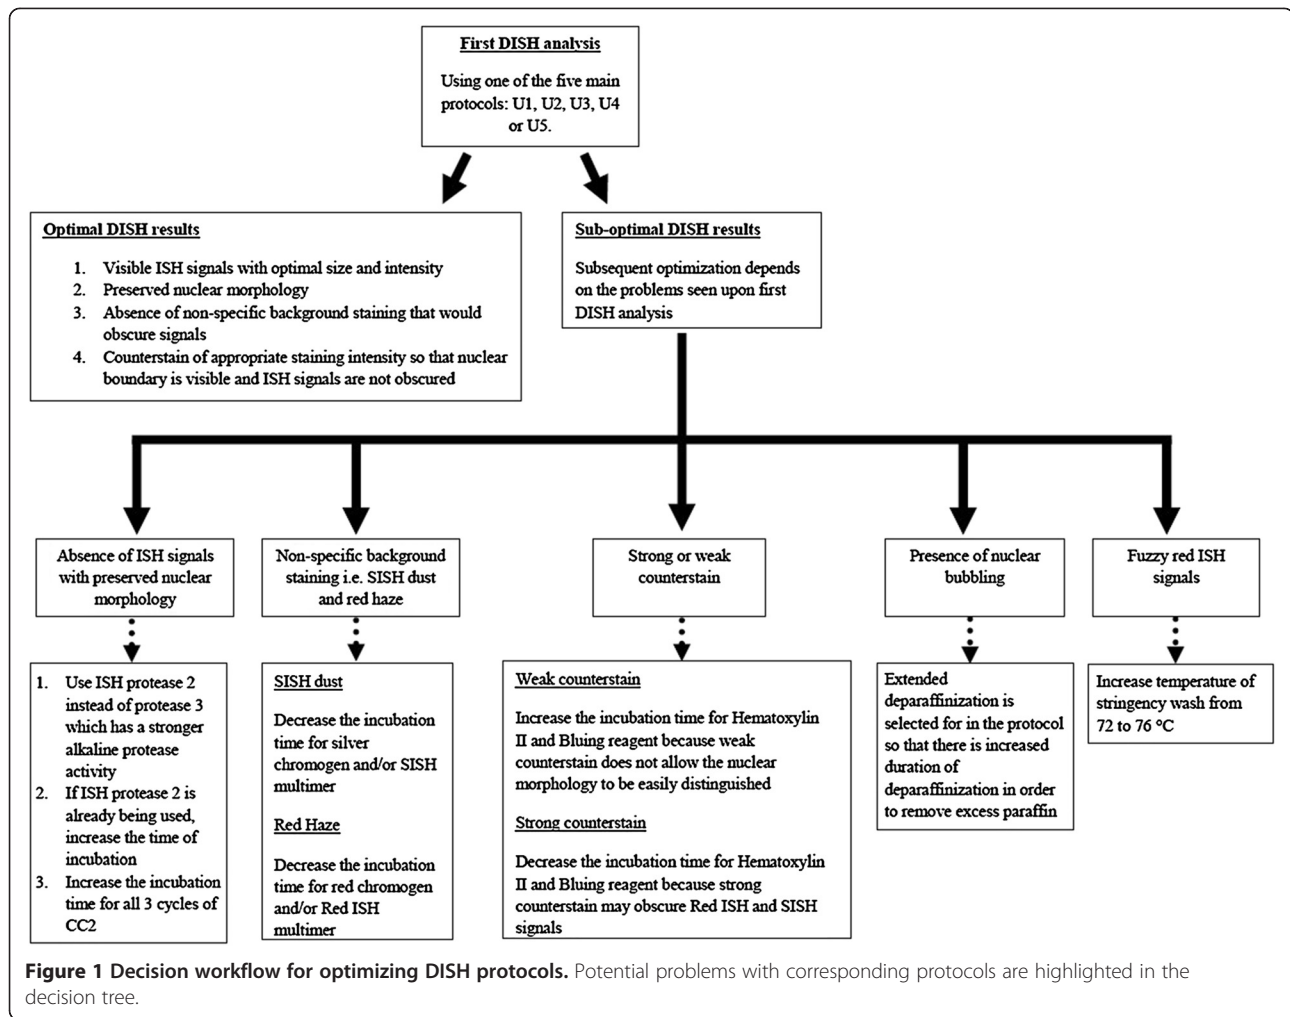 First DISH analysis
Using one of the five main
protocols: U1, U2, U3, U4
or U5.
Optimal DISH results
1. Visible ISH signals with optimal size and intensity
2. Preserved nuclear morphology
3. Absence of non-specific background staining that would
obscure signals
4. Counterstain of appropriate staining intensity so that nuclear
boundary is visible and ISH signals are not obscured
Sub-optimal DISH results
Subsequent optimization depends
on the problems seen upon first
DISH analysis
Absence of ISH signals
with preserved nuclear
morphology
Non-specific background
staining i.e. SISH dust
and red haze
Strong or weak
counterstain
Presence of nuclear
bubbling
Fuzzy red ISH
signals
1. Use ISH protease 2
instead of protease 3
which has a stronger
alkaline protease
activity
2. If ISH protease 2 is
already being used,
increase the time of
incubation
3. Increase the incubation
time for all 3 cycles of
CC2
SISH dust
Decrease the incubation
time for silver
chromogen and/or SISH
multimer
Red Haze
Decrease the incubation
time for red chromogen
and/or Red ISH
multimer
Weak counterstain
Increase the incubation time for Hematoxylin
II and Bluing reagent because weak
counterstain does not allow the nuclear
morphology to be easily distinguished
Strong counterstain
Decrease the incubation time for Hematoxylin
II and Bluing reagent because strong
counterstain may obscure Red ISH and SISH
signals
Extended
deparaffinization is
selected for in the protocol
so that there is increased
duration of
deparaffinization in order
to remove excess paraffin
Increase temperature of
stringency wash from
72 to 76 °C
Figure 1 Decision workflow for optimizing DISH protocols. Potential problems with corresponding protocols are highlighted in the
decision tree.